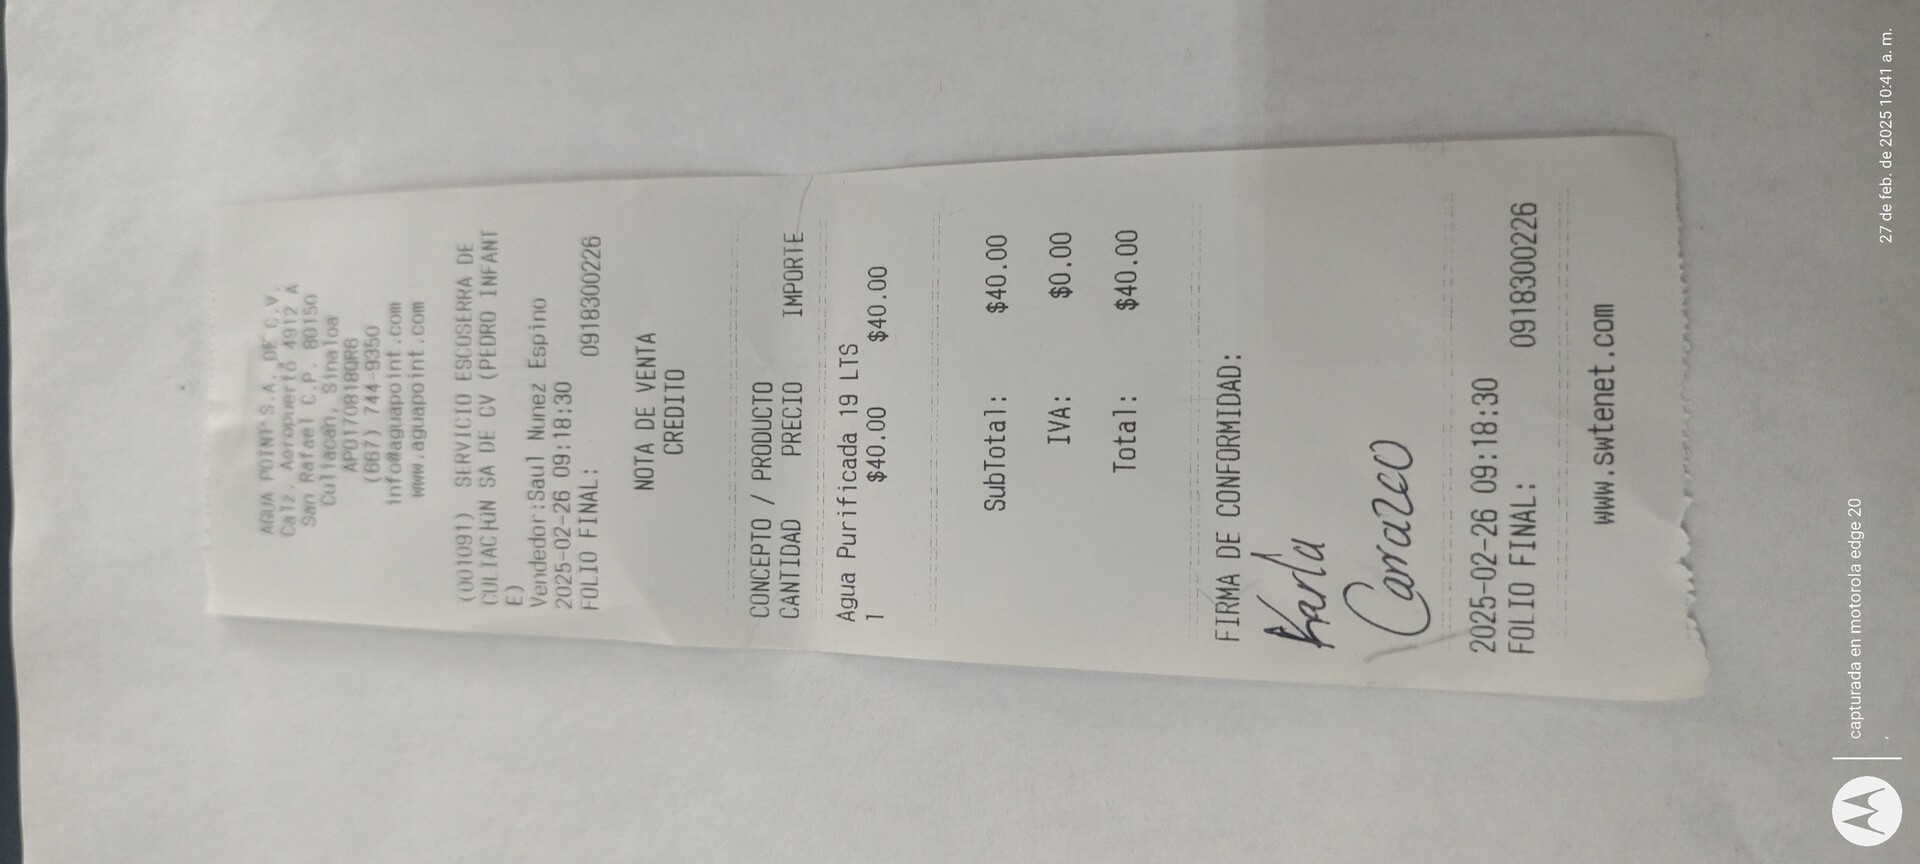 AGUA POINT S.A. DE C.V.
Calz. Aeropuerto 4912 A
San Rafael C.P. 80150
Culiacan, Sinaloa
APO170818QR6
(667) 744-9350
info@aguapoint.com
www.aguapoint.com
(001091) SERVICIO ESCOSERRA DE
CULIACHúN SA DE CV (PEDRO INFANT
E)
Vendedor:Saul Nunez Espino
2025-02-26 09:18:30
FOLIO FINAL: 0918300226
NOTA DE VENTA
CREDITO
CONCEPTO / PRODUCTO
CANTIDAD PRECIO IMPORTE
Agua Purificada 19 LTS
1 $40.00 $40.00
SubTotal: $40.00
IVA: $0.00
Total: $40.00
FIRMA DE CONFORMIDAD:
Karla
Carrazco
2025-02-26 09:18:30
FOLIO FINAL: 0918300226
www.swtenet.com
capturada en motorola edge 20
27 de feb. de 2025 10:41 a. m.